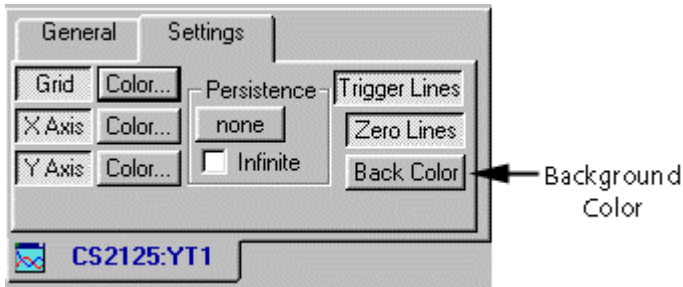 General Settings
Grid Color... Persistence Trigger Lines
X Axis Color... none Zero Lines
Y Axis Color... Infinite Back Color Background
Color
CS2125:YT1